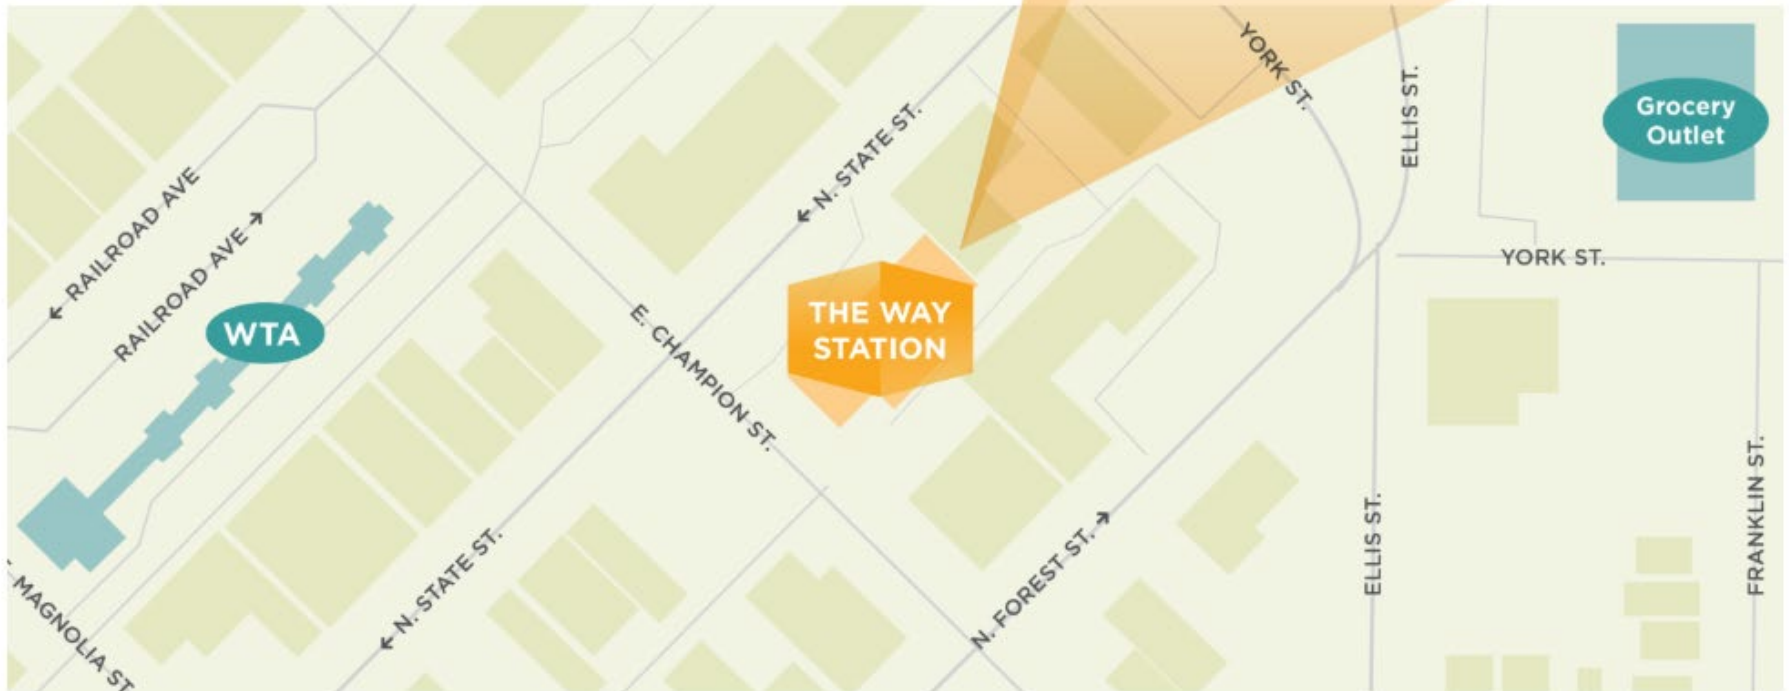 YORK ST.
ELLIS ST.
Grocery
Outlet
← N. STATE ST.
← RAILROAD AVE
RAILROAD AVE →
WTA
YORK ST.
E. CHAMPION ST.
THE WAY
STATION
← N. STATE ST.
N. FOREST ST. →
ELLIS ST.
FRANKLIN ST.
MAGNOLIA ST